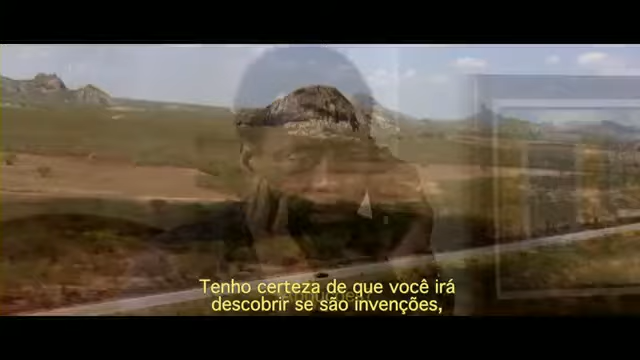 Tenho certeza de que você irá
descobrir se são invenções,